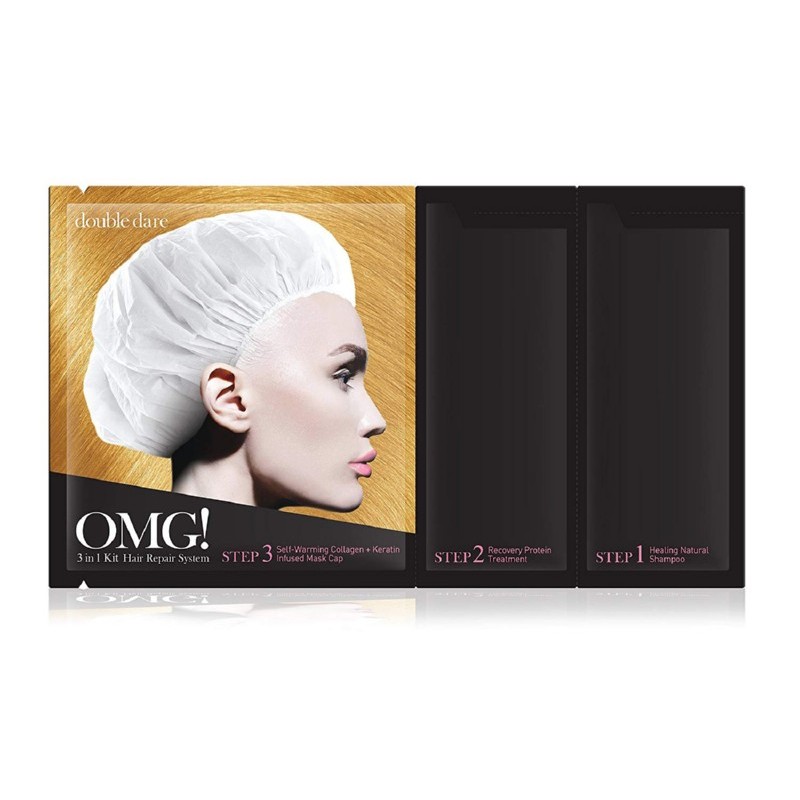 double dare
OMG!
3 in 1 Kit Hair Repair System
STEP 3 Self-Warming Collagen + Keratin
Infused Mask Cap
STEP 2 Recovery Protein
Treatment
STEP 1 Healing Natural
Shampoo